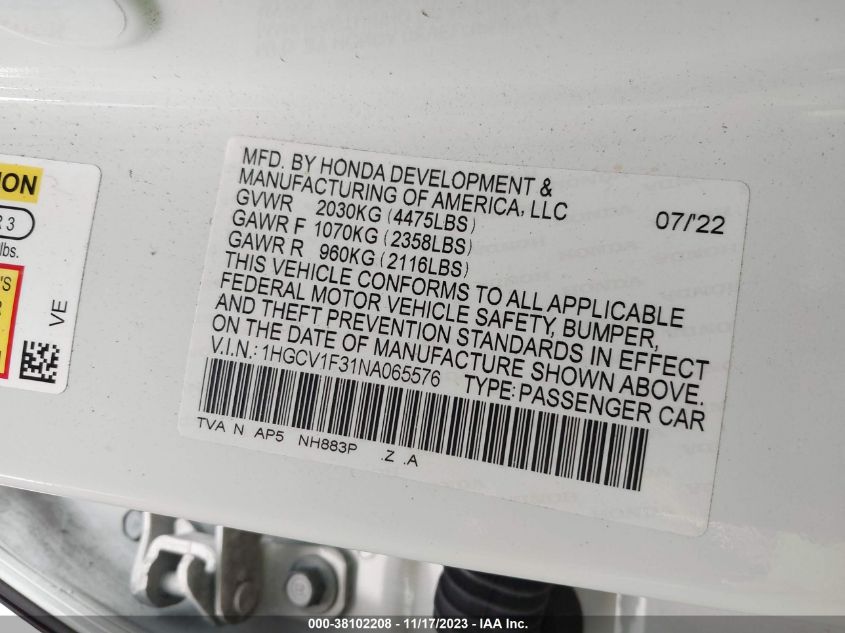 MFD. BY HONDA DEVELOPMENT &
MANUFACTURING OF AMERICA, LLC
GVWR 2030KG (4475LBS) 07/'22
GAWR F 1070KG (2358LBS)
GAWR R 960KG (2116LBS)
THIS VEHICLE CONFORMS TO ALL APPLICABLE
FEDERAL MOTOR VEHICLE SAFETY, BUMPER,
AND THEFT PREVENTION STANDARDS IN EFFECT
ON THE DATE OF MANUFACTURE SHOWN ABOVE.
V.I.N.: 1HGCV1F31NA065576 TYPE:PASSENGER CAR
TVA N AP5 NH883P .Z .A
ION
R 3
lbs.
'S
VE
000-38102208 - 11/17/2023 - IAA Inc.